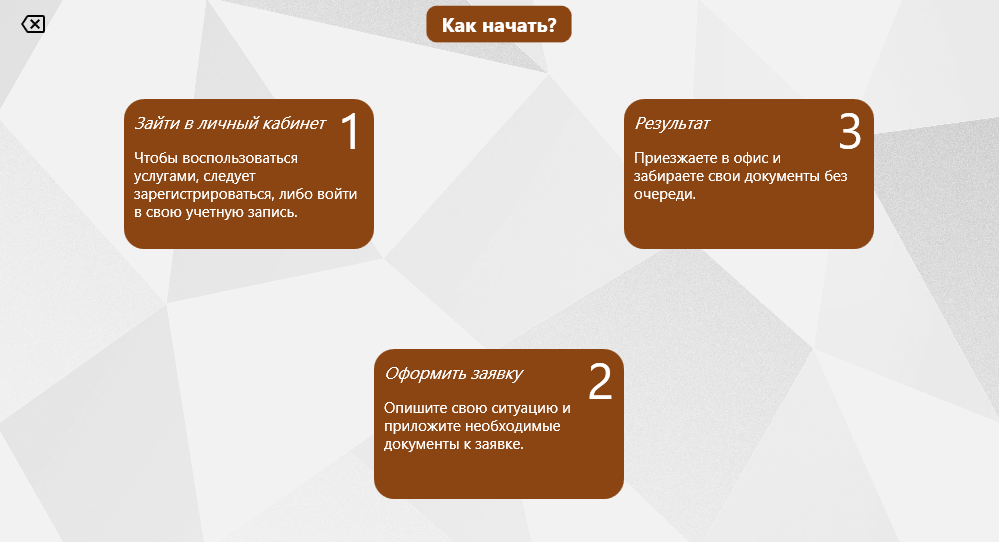 Как начать?
Зайти в личный кабинет
1
Чтобы воспользоваться
услугами, следует
зарегистрироваться, либо войти
в свою учетную запись.
Оформить заявку
2
Опишите свою ситуацию и
приложите необходимые
документы к заявке.
Результат
3
Приезжаете в офис и
забираете свои документы без
очереди.